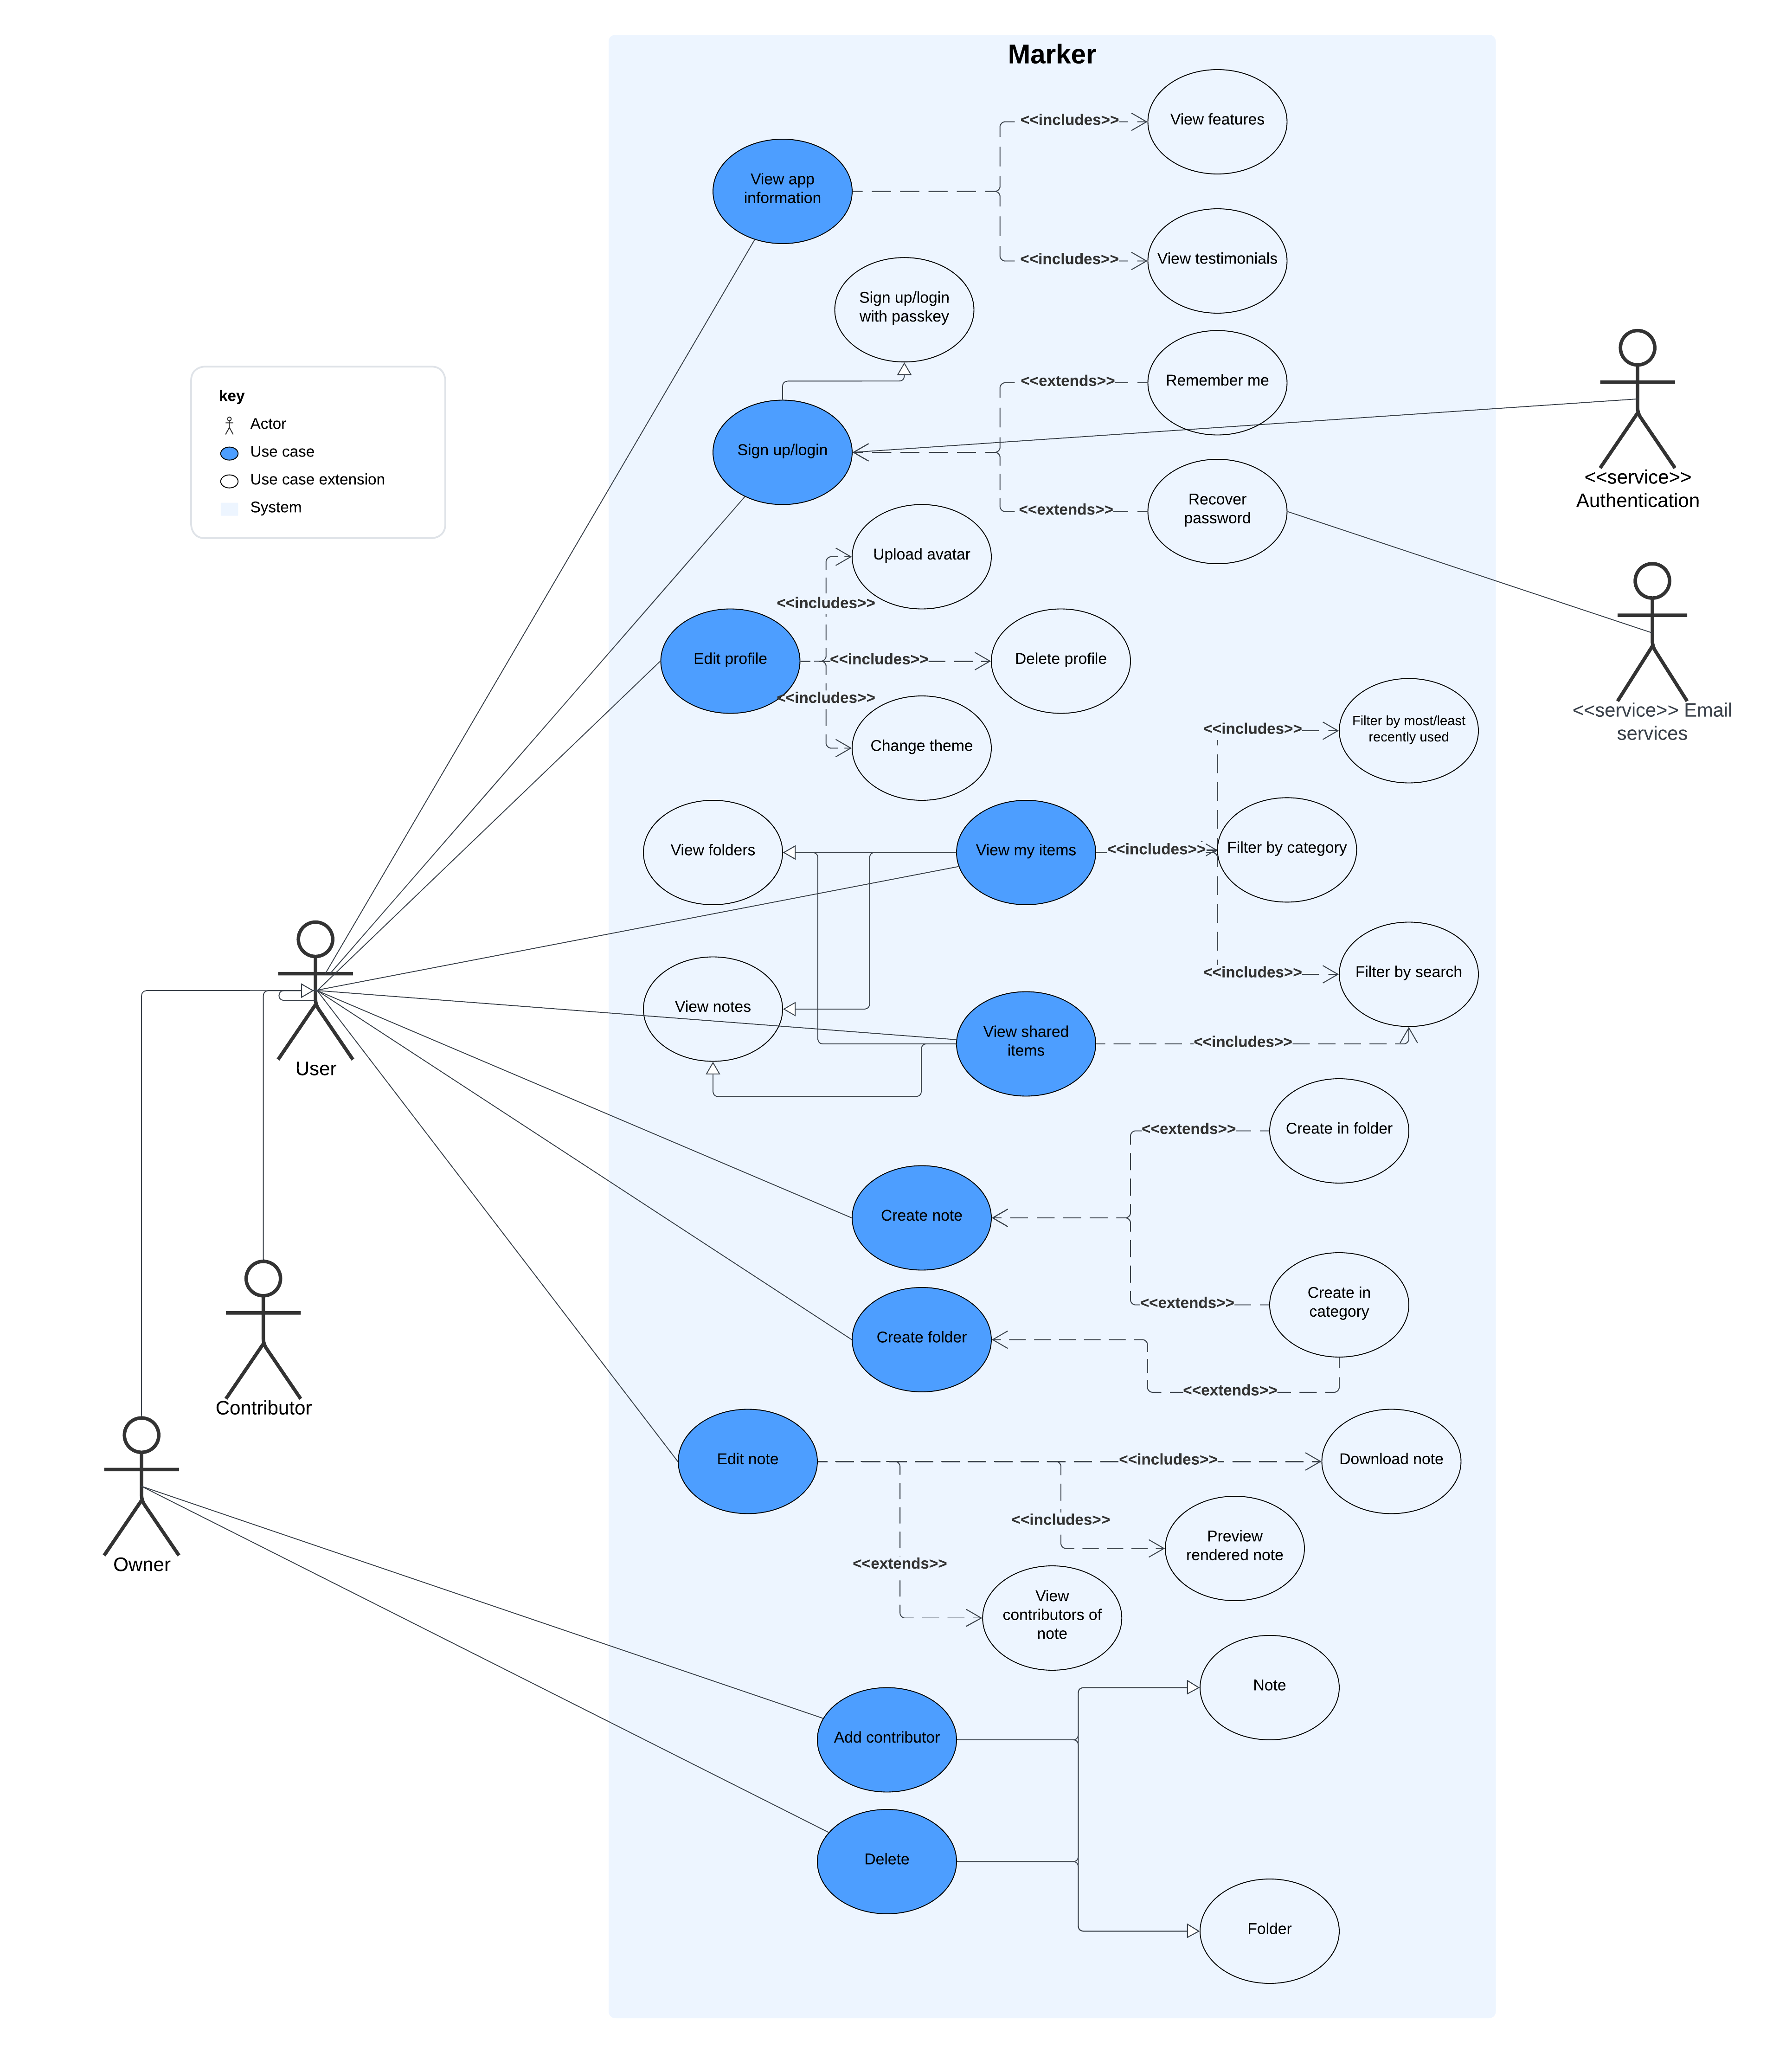 Marker
<<includes>>
View features
View app
information
<<includes>>
View testimonials
Sign up/login
with passkey
key
Actor
Use case
Use case extension
System
<<extends>>
Remember me
Sign up/login
<<service>>
Authentication
<<extends>>
Recover
password
Upload avatar
<<includes>>
Edit profile
<<includes>>
Delete profile
<<includes>>
Change theme
<<service>> Email
services
<<includes>>
Filter by most/least
recently used
View folders
View my items
<<includes>>
Filter by category
<<includes>>
Filter by search
View notes
View shared
items
<<includes>>
User
<<extends>>
Create in folder
Create note
<<extends>>
Create in
category
Create folder
<<extends>>
Contributor
Edit note
<<includes>>
Download note
<<includes>>
Preview
rendered note
<<extends>>
Owner
View
contributors of
note
Note
Add contributor
Delete
Folder